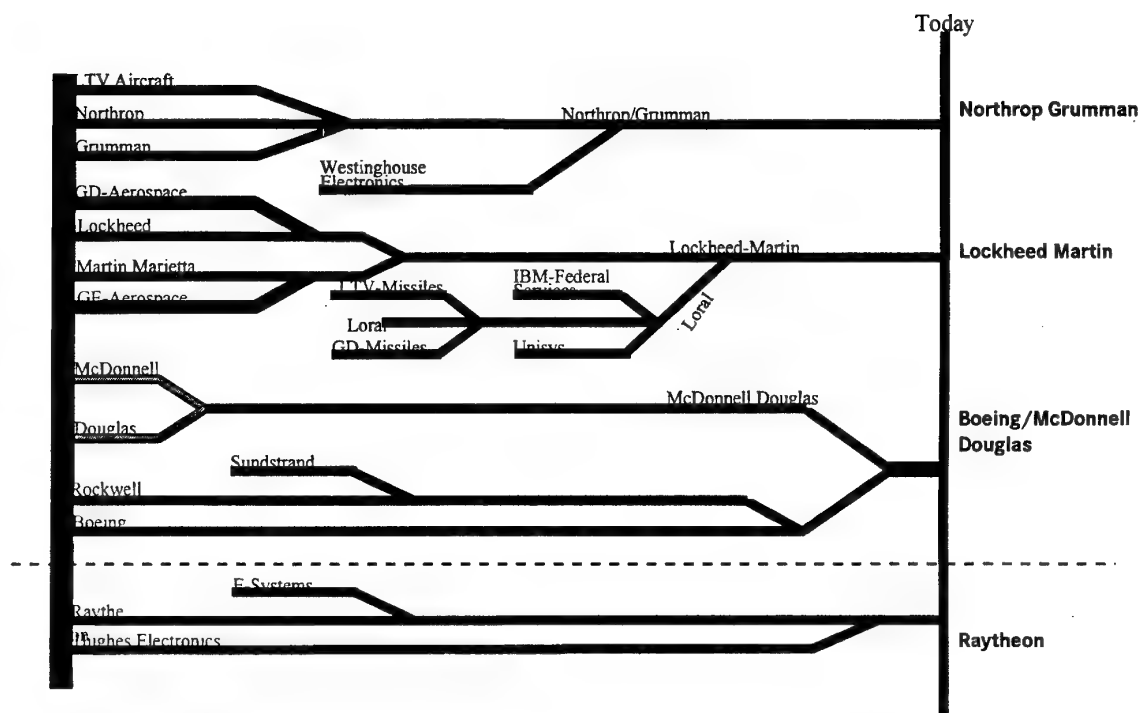 Today
LTV Aircraft
Northrop
Northrop/Grumman
Northrop Grumman
Grumman
Westinghouse
Electronics
GD-Aerospace
Lockheed
Lockheed-Martin
Lockheed Martin
Martin Marietta
IBM-Federal
Services
LTV-Missiles
GE-Aerospace
Loral
Loral
GD-Missiles
Unisys
McDonnell
McDonnell Douglas
Boeing/McDonnell
Douglas
Douglas
Sundstrand
Rockwell
Boeing
E-Systems
Raythe
on
Hughes Electronics
Raytheon